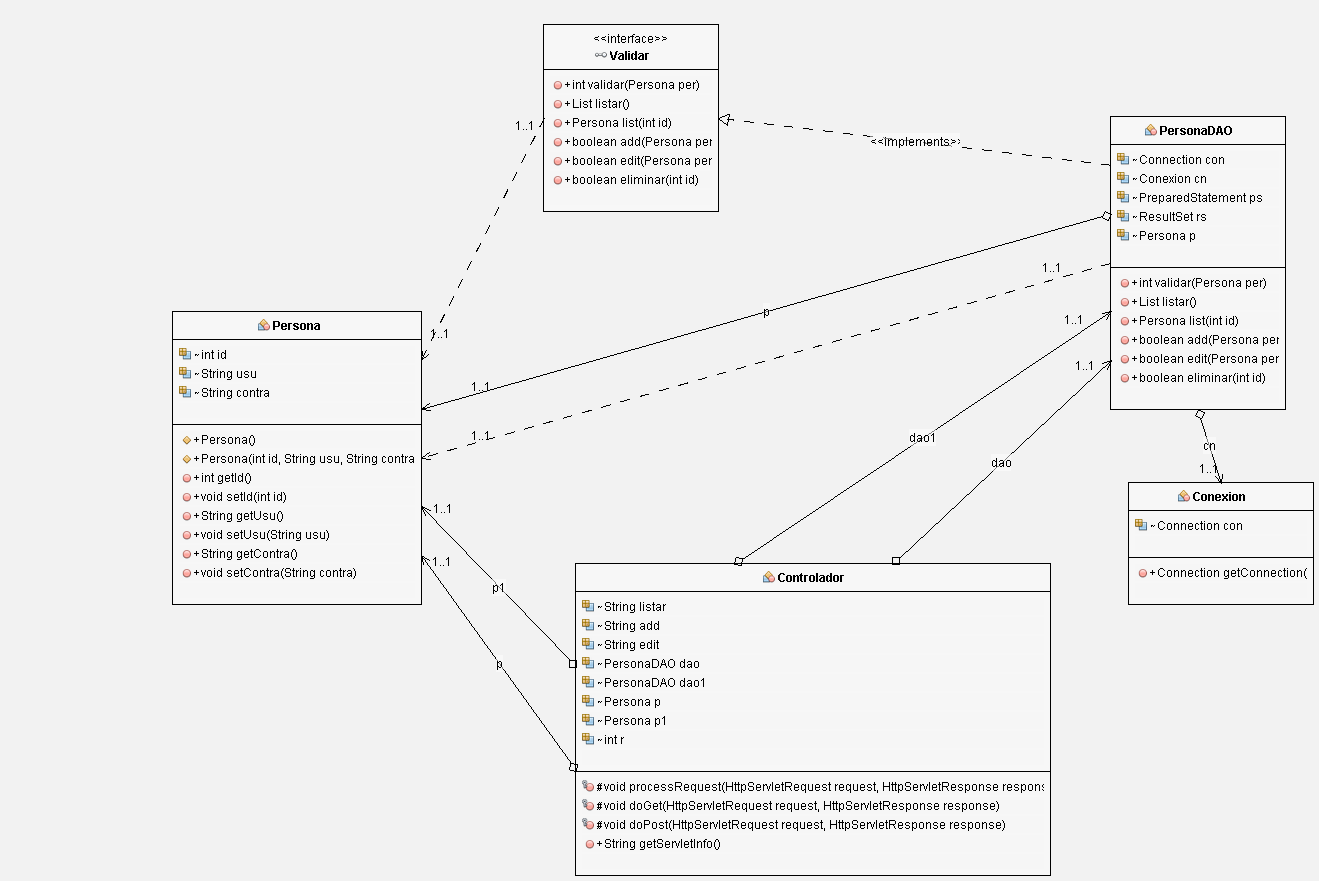 <<interface>>
Validar
+int validar(Persona per)
+List listar()
+Persona list(int id)
+boolean add(Persona per
+boolean edit(Persona per
+boolean eliminar(int id)
1..1
1..1
<<implements>>
PersonaDAO
~Connection con
~Conexion cn
~PreparedStatement ps
~ResultSet rs
~Persona p
+int validar(Persona per)
+List listar()
+Persona list(int id)
+boolean add(Persona per
+boolean edit(Persona per
+boolean eliminar(int id)
p
1..1
1..1
1..1
1..1
dao1
1..1
dao
cn
1..1
Persona
~int id
~String usu
~String contra
+Persona()
+Persona(int id, String usu, String contra
+int getId()
+void setId(int id)
+String getUsu()
+void setUsu(String usu)
+String getContra()
+void setContra(String contra)
1..1
p1
1..1
p
Conexion
~Connection con
+Connection getConnection(
Controlador
~String listar
~String add
~String edit
~PersonaDAO dao
~PersonaDAO dao1
~Persona p
~Persona p1
~int r
#void processRequest(HttpServletRequest request, HttpServletResponse respons
#void doGet(HttpServletRequest request, HttpServletResponse response)
#void doPost(HttpServletRequest request, HttpServletResponse response)
+String getServletInfo()